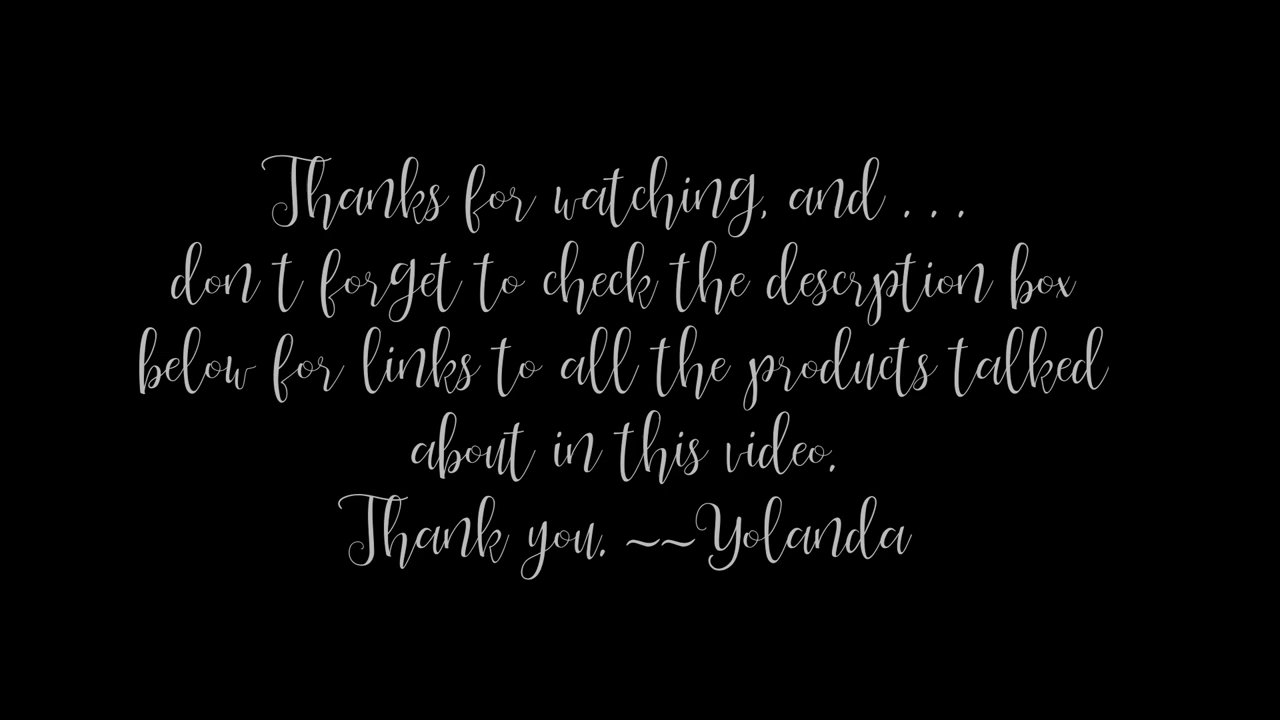 Thanks for watching, and . . .
don t forget to check the descrption box
below for links to all the products talked
about in this video.
Thank you. ~~Yolanda